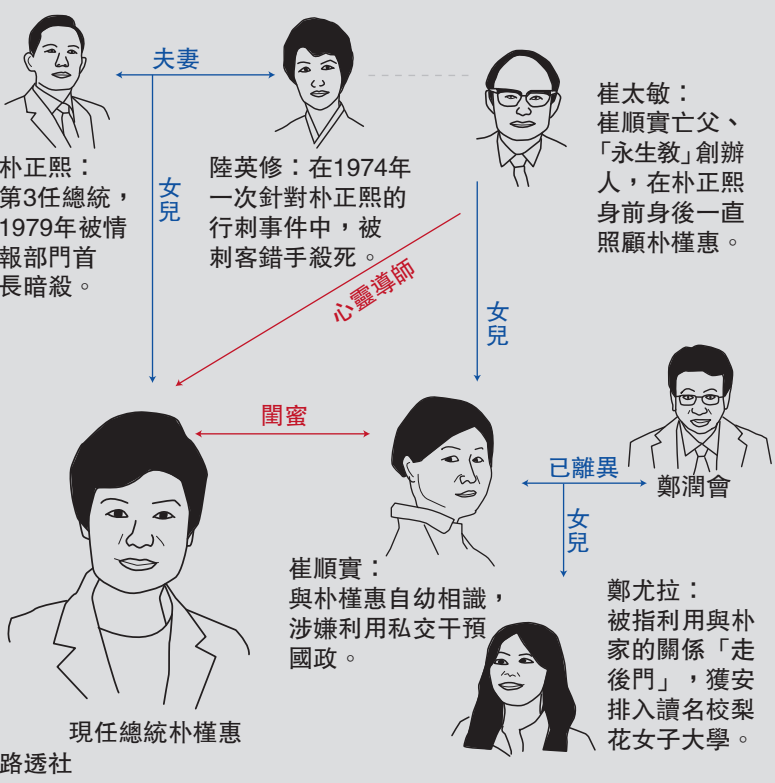 夫妻
朴正熙：
第3任總統，
1979年被情
報部門首
長暗殺。
女兒
陸英修：在1974年
一次針對朴正熙的
行刺事件中，被
刺客錯手殺死。
崔太敏：
崔順實亡父、
「永生教」創辦
人，在朴正熙
身前身後一直
照顧朴槿惠。
心靈導師
女兒
閨蜜
已離異
鄭潤會
女兒
崔順實：
與朴槿惠自幼相識，
涉嫌利用私交干預
國政。
鄭尤拉：
被指利用與朴
家的關係「走
後門」，獲安
排入讀名校梨
花女子大學。
現任總統朴槿惠
路透社